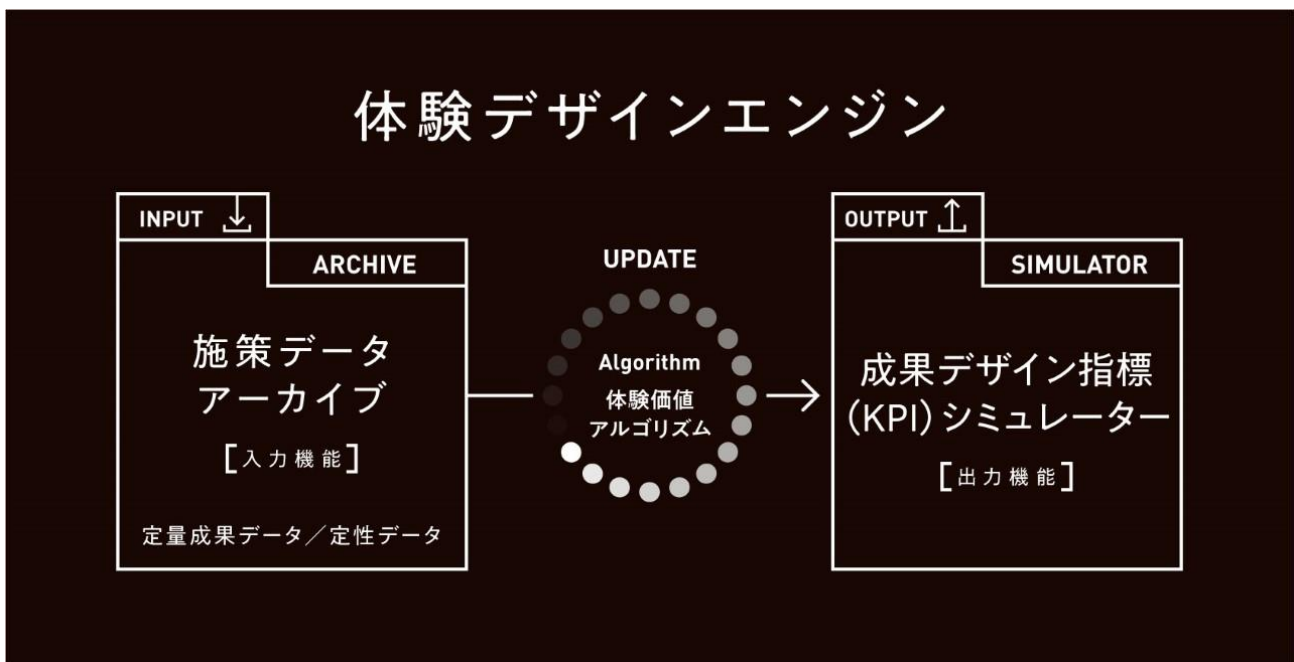 体験デザインエンジン
INPUT
ARCHIVE
施策データ
アーカイブ
[入力機能]
定量成果データ／定性データ
UPDATE
Algorithm
体験価値
アルゴリズム
OUTPUT
SIMULATOR
成果デザイン指標
(KPI)シミュレーター
[出力機能]